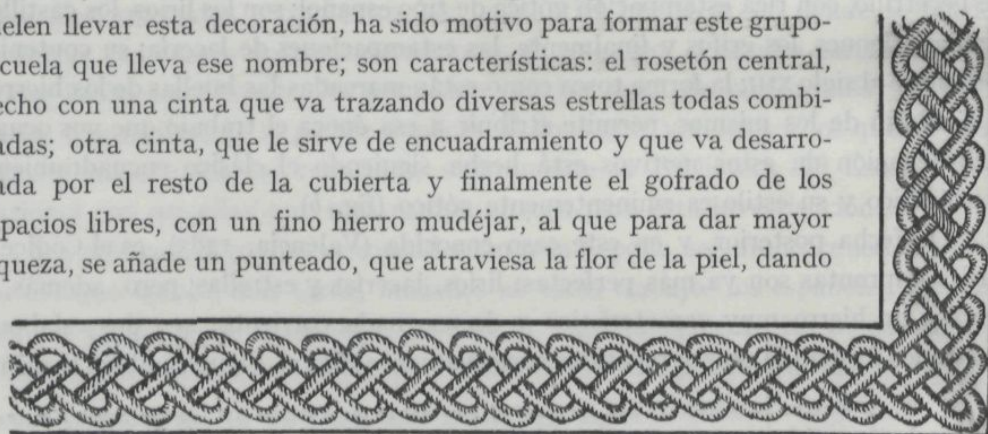 elen llevar esta decoración, ha sido motivo para formar este grupo-
cuela que lleva ese nombre; son características: el rosetón central,
echo con una cinta que va trazando diversas estrellas todas combi-
adas; otra cinta, que le sirve de encuadramiento y que va desarro-
ada por el resto de la cubierta y finalmente el gofrado de los
pacios libres, con un fino hierro mudéjar, al que para dar mayor
queza, se añade un punteado, que atraviesa la flor de la piel, dando